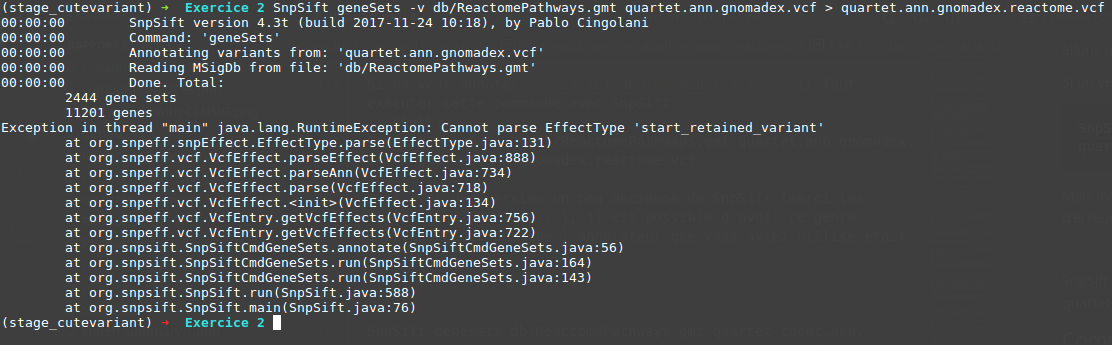 (stage_cutevariant) ➜  Exercice 2 SnpSift geneSets -v db/ReactomePathways.gmt quartet.ann.gnomadex.vcf > quartet.ann.gnomadex.reactome.vcf
00:00:00        SnpSift version 4.3t (build 2017-11-24 10:18), by Pablo Cingolani
00:00:00        Command: 'geneSets'
00:00:00        Annotating variants from: 'quartet.ann.gnomadex.vcf'
00:00:00        Reading MSigDb from file: 'db/ReactomePathways.gmt'
00:00:00        Done. Total:
        2444 gene sets
        11201 genes
Exception in thread "main" java.lang.RuntimeException: Cannot parse EffectType 'start_retained_variant'
        at org.snpeff.snpEffect.EffectType.parse(EffectType.java:131)
        at org.snpeff.vcf.VcfEffect.parseEffect(VcfEffect.java:888)
        at org.snpeff.vcf.VcfEffect.parseAnn(VcfEffect.java:734)
        at org.snpeff.vcf.VcfEffect.parse(VcfEffect.java:718)
        at org.snpeff.vcf.VcfEffect.<init>(VcfEffect.java:134)
        at org.snpeff.vcf.VcfEntry.getVcfEffects(VcfEntry.java:756)
        at org.snpeff.vcf.VcfEntry.getVcfEffects(VcfEntry.java:722)
        at org.snpsift.SnpSiftCmdGeneSets.annotate(SnpSiftCmdGeneSets.java:56)
        at org.snpsift.SnpSiftCmdGeneSets.run(SnpSiftCmdGeneSets.java:164)
        at org.snpsift.SnpSiftCmdGeneSets.run(SnpSiftCmdGeneSets.java:143)
        at org.snpsift.SnpSift.run(SnpSift.java:588)
        at org.snpsift.SnpSift.main(SnpSift.java:76)
(stage_cutevariant) ➜  Exercice 2